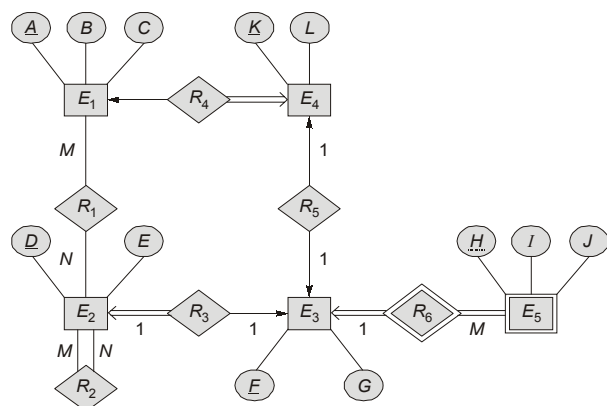 A B C K L
E1 R4 E4
M 1
R1 R5
D N E 1 H I J
E2 1 R3 1 E3 1 R6 M E5
M N
R2 F G